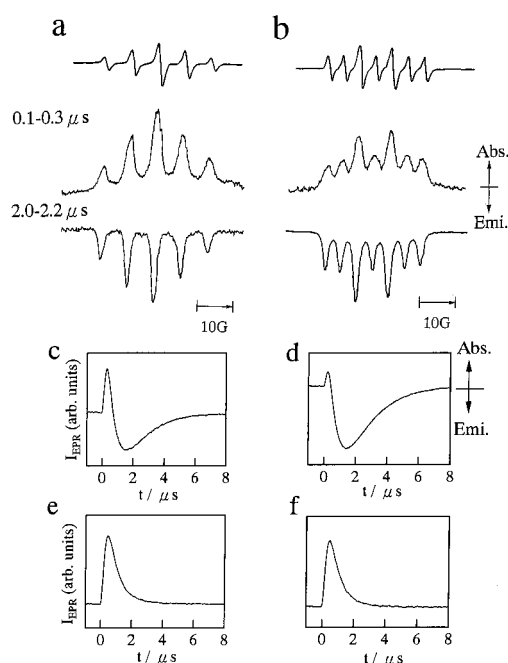 a
b
0.1-0.3 μs
Abs.
Emi.
2.0-2.2 μs
10G
10G
c
d
I_EPR (arb. units)
Abs.
Emi.
0 2 4 6 8
t / μs
0 2 4 6 8
t / μs
e
f
I_EPR (arb. units)
0 2 4 6 8
t / μs
0 2 4 6 8
t / μs